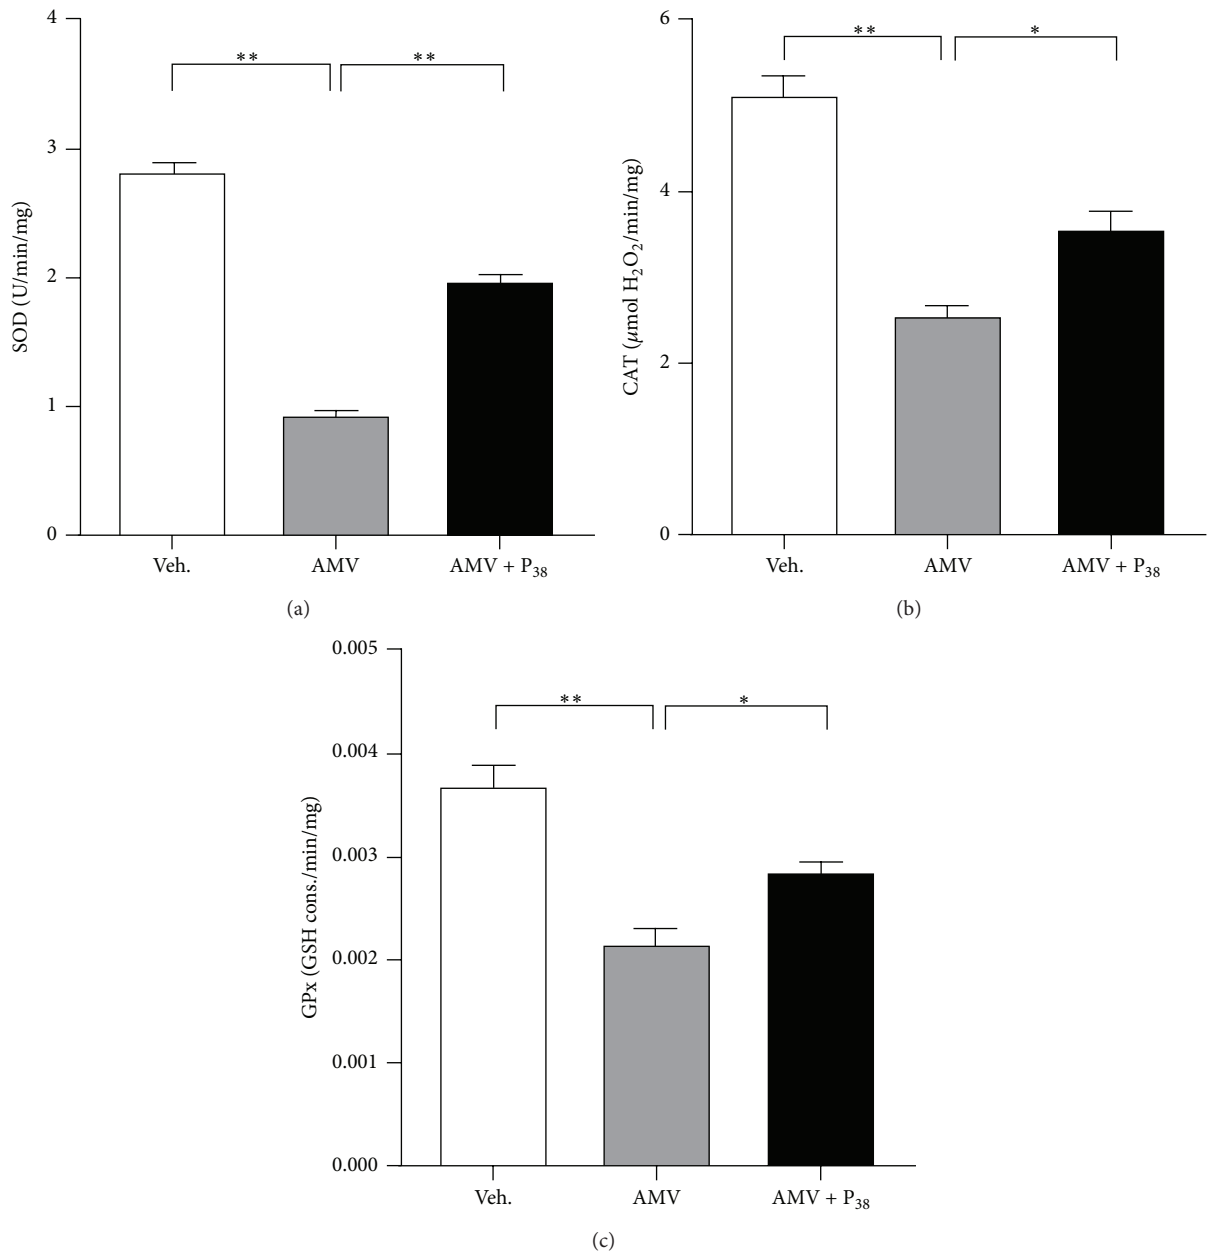 4
3
2
1
0
SOD (U/min/mg)
**
**
Veh.
AMV
AMV + P₃₈
(a)
6
4
2
0
CAT (μmol H₂O₂/min/mg)
**
*
Veh.
AMV
AMV + P₃₈
(b)
0.005
0.004
0.003
0.002
0.001
0.000
GPx (GSH cons./min/mg)
**
*
Veh.
AMV
AMV + P₃₈
(c)